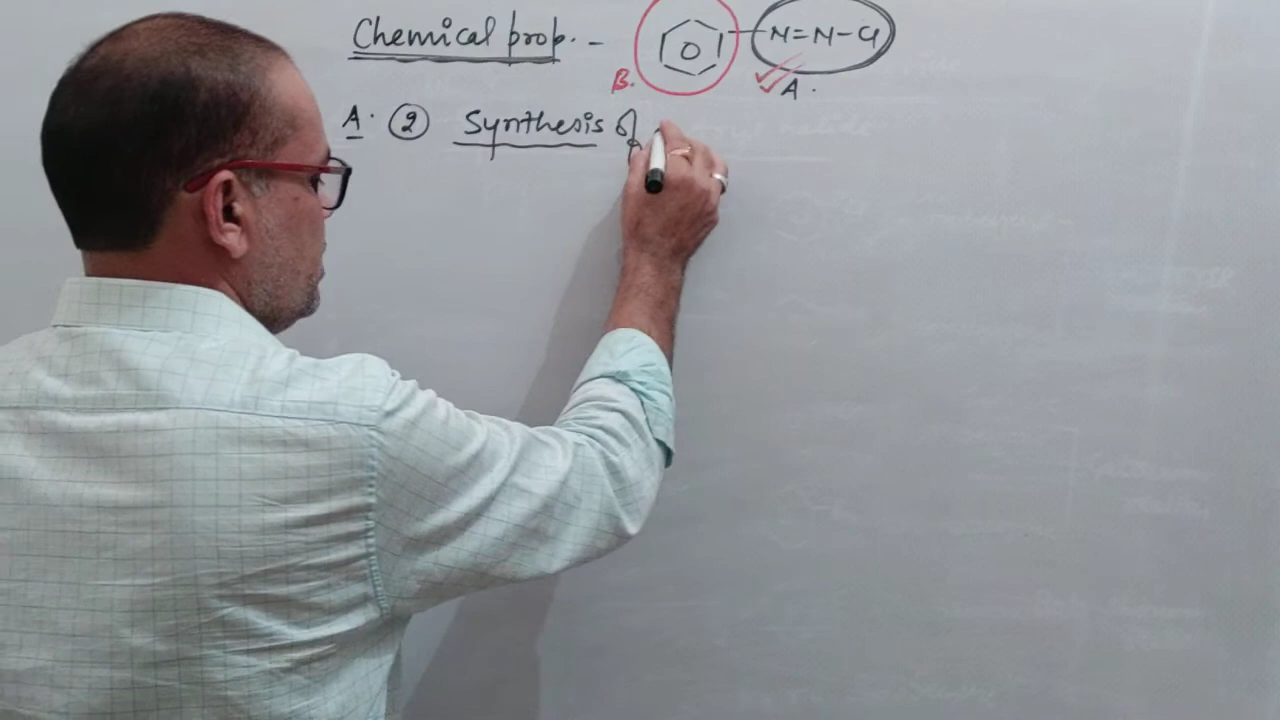 Chemical prop. - N=N-Cl
B. A.
A. ② Synthesis of